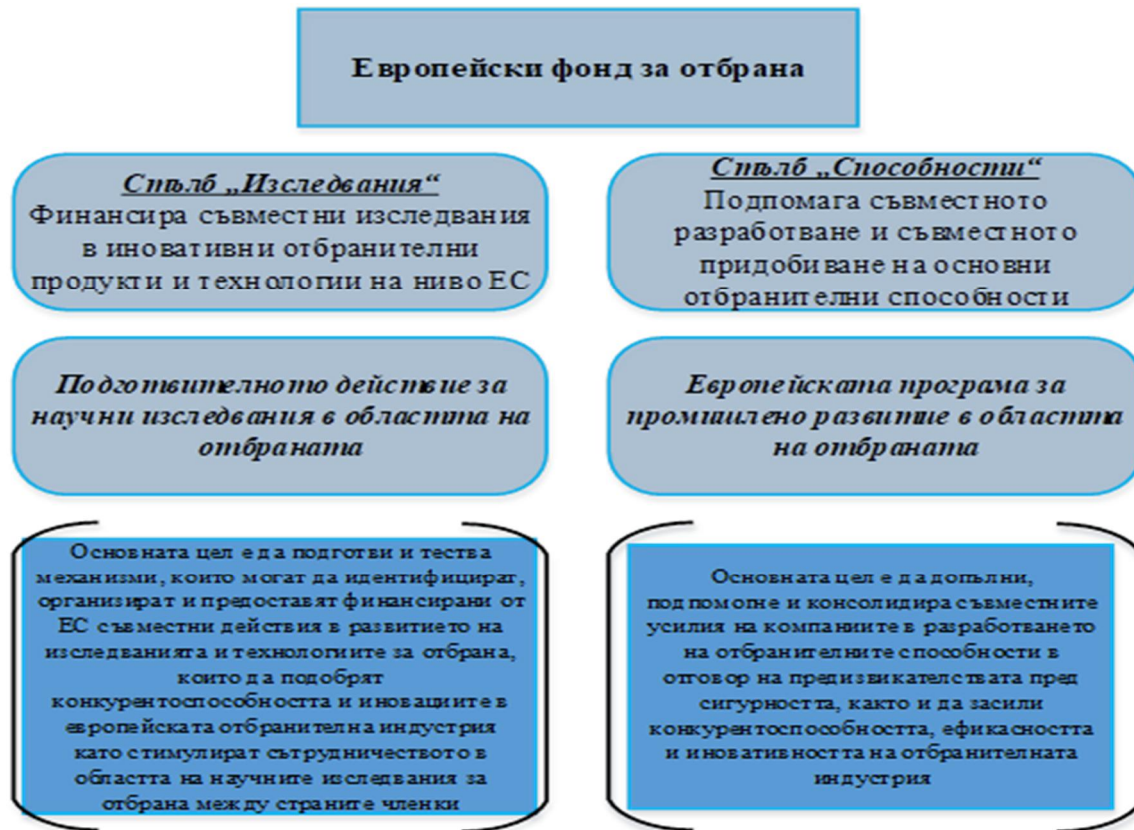 Европейски фонд за отбрана
Стълб „Изследвания“
Финансира съвместни изследвания
в иновативни отбранителни
продукти и технологии на ниво ЕС
Стълб „Способности“
Подпомага съвместното
разработване и съвместното
придобиване на основни
отбранителни способности
Подготвителното действие за
научни изследвания в областта на
отбраната
Европейската програма за
промишлено развитие в областта
на отбраната
Основната цел е да подготви и тества
механизми, които могат да идентифицират,
организират и предоставят финансирани от
ЕС съвместни действия в развитието на
изследванията и технологиите за отбрана,
които да подобрят
конкурентоспособността и иновациите в
европейската отбранителна индустрия
като стимулират сътрудничеството в
областта на научните изследвания за
отбрана между страните членки
Основната цел е да допълни,
подпомогне и консолидира съвместните
усилия на компаниите в разработването
на отбранителните способности в
отговор на предизвикателствата пред
сигурността, както и да засили
конкурентоспособността, ефикасността
и иновативността на отбранителната
индустрия